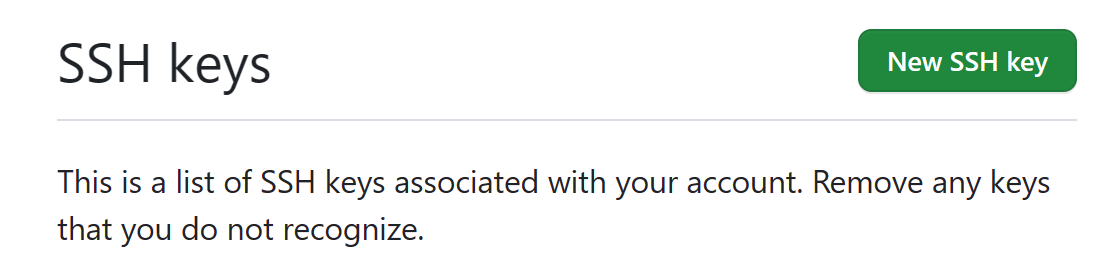 SSH keys
New SSH key
This is a list of SSH keys associated with your account. Remove any keys
that you do not recognize.